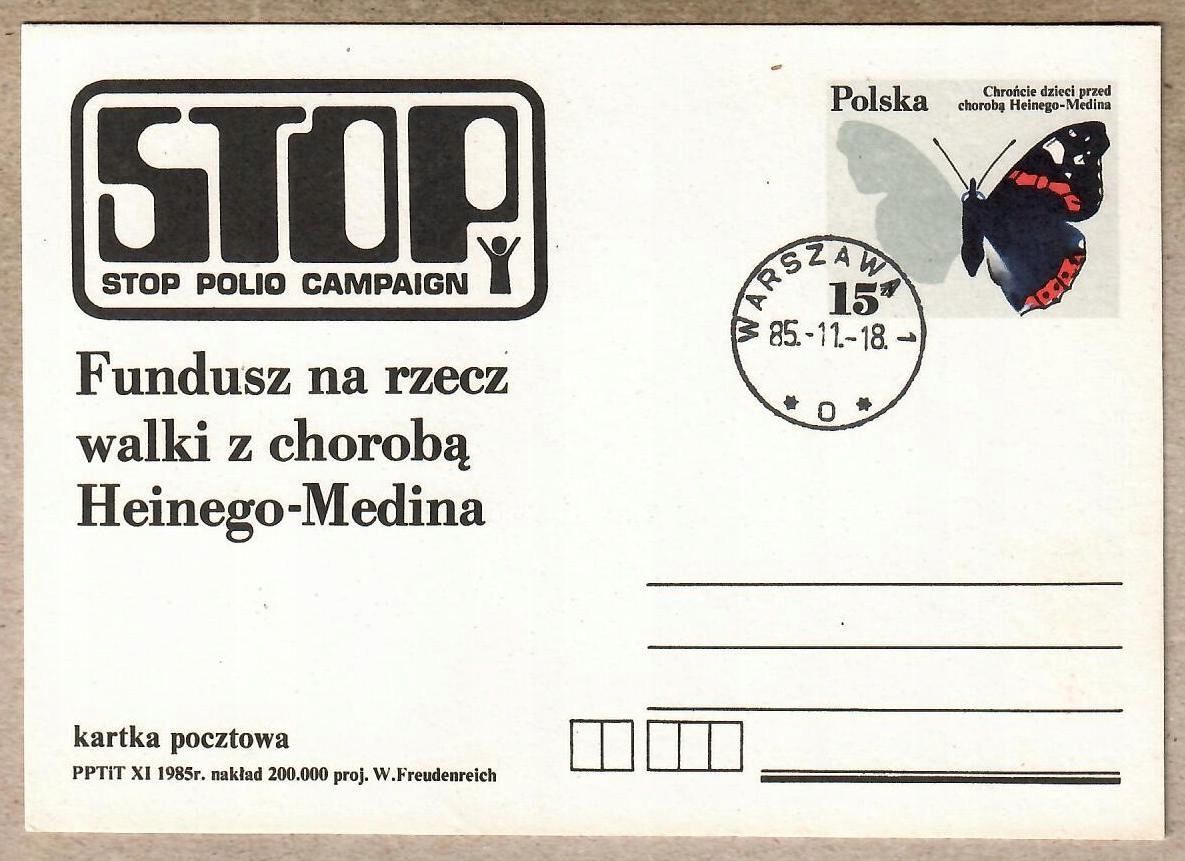 STOP
STOP POLIO CAMPAIGN
Fundusz na rzecz
walki z chorobą
Heinego-Medina
kartka pocztowa
PPTiT XI 1985r. nakład 200.000 proj. W.Freudenreich
Polska
Chrońcie dzieci przed
chorobą Heinego-Medina
15
WARSZAWA 1
85.-11.-18.
* 0 *